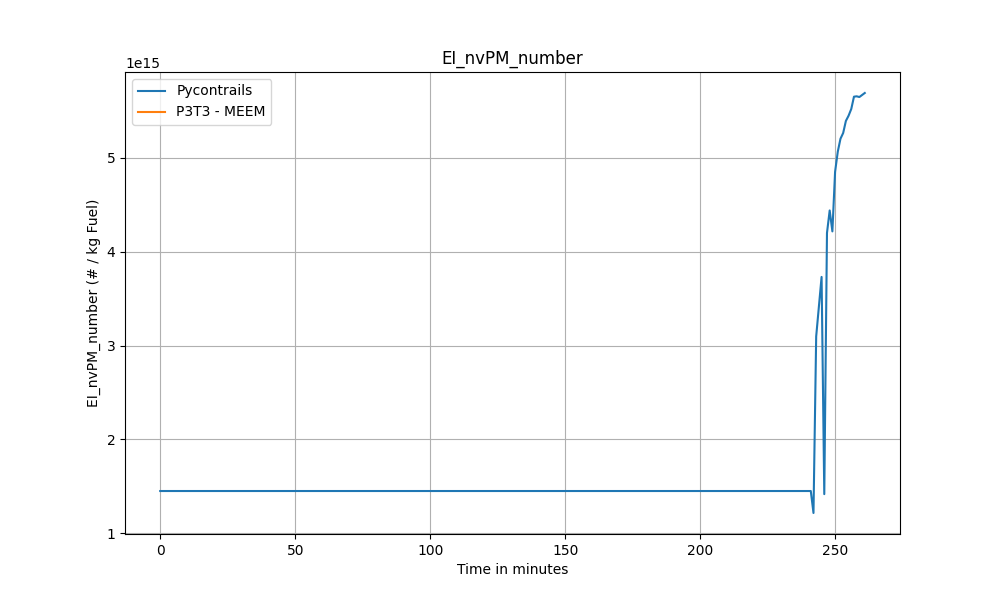 EI_nvPM_number
1e15
Pycontrails
P3T3 - MEEM
5
4
3
2
1
EI_nvPM_number (# / kg Fuel)
0
50
100
150
200
250
Time in minutes